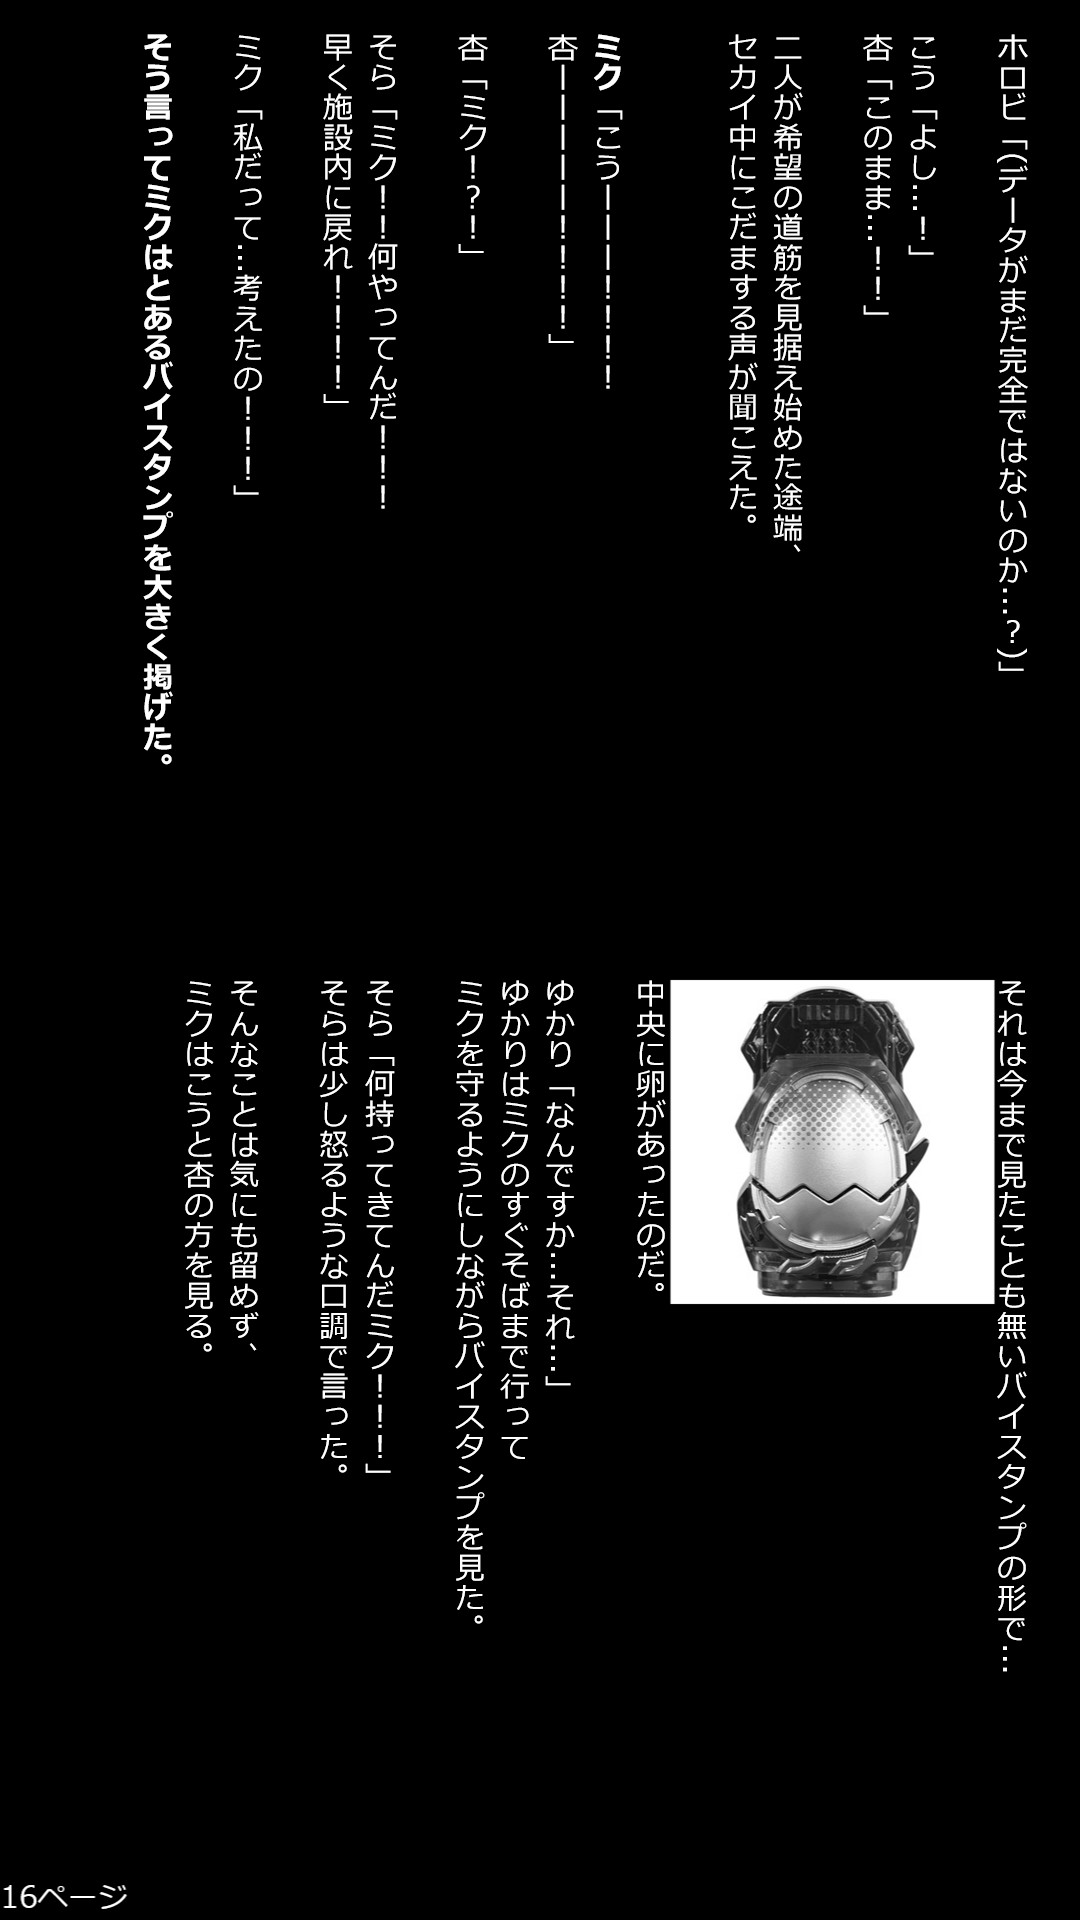 ホロビ「(データがまだ完全ではないのか…?)」
こう「よし…！」
杏「このまま…！！」
二人が希望の道筋を見据え始めた途端、
セカイ中にこだまする声が聞こえた。
ミク「こうーーー！！！！
杏ーーーーー！！！！」
杏「ミク！?！」
そら「ミク！！何やってんだ！！！
早く施設内に戻れ！！！！」
ミク「私だって…考えたの！！！」
そう言ってミクはとあるバイスタンプを大きく掲げた。
それは今まで見たことも無いバイスタンプの形で…
中央に卵があったのだ。
ゆかり「なんですか…それ…」
ゆかりはミクのすぐそばまで行って
ミクを守るようにしながらバイスタンプを見た。
そら「何持ってきてんだミク！！！」
そらは少し怒るような口調で言った。
そんなことは気にも留めず、
ミクはこうと杏の方を見る。
16ページ